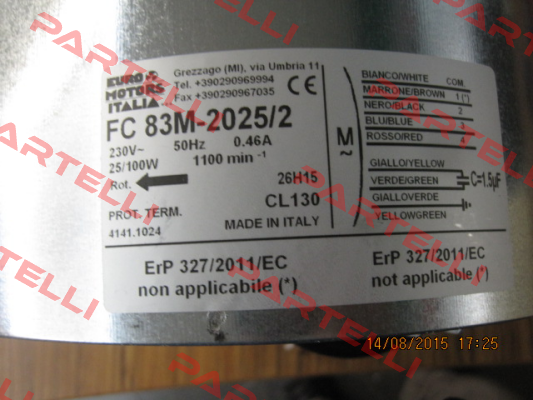 EURO
MOTORS
ITALIA
Grezzago (MI), via Umbria 11
Tel. +390290969994
Fax +390290967035
CE
FC 83M-2025/2
230V~ 50Hz 0.46A
25/100W 1100 min -1
Rot. 26H15
CL130
PROT. TERM.
4141.1024
MADE IN ITALY
M
~
BIANCO/WHITE COM.
MARRONE/BROWN 1 (*)
NERO/BLACK 2
BLU/BLUE
ROSSO/RED
GIALLO/YELLOW
VERDE/GREEN C=1,5µF
GIALLOVERDE
YELLOWGREEN
ErP 327/2011/EC
non applicabile (*)
ErP 327/2011/EC
not applicable (*)
14/08/2015 17:25
PARTELLI
PARTELLI
PARTELLI